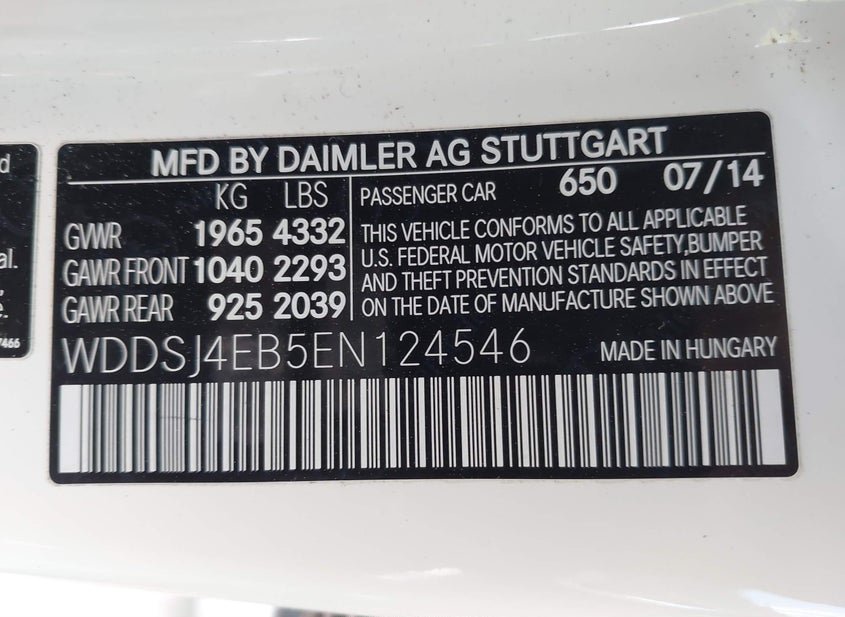 MFD BY DAIMLER AG STUTTGART
KG LBS
GVWR 1965 4332
GAWR FRONT 1040 2293
GAWR REAR 925 2039
PASSENGER CAR 650 07/14
THIS VEHICLE CONFORMS TO ALL APPLICABLE
U.S. FEDERAL MOTOR VEHICLE SAFETY,BUMPER
AND THEFT PREVENTION STANDARDS IN EFFECT
ON THE DATE OF MANUFACTURE SHOWN ABOVE
WDDSJ4EB5EN124546 MADE IN HUNGARY